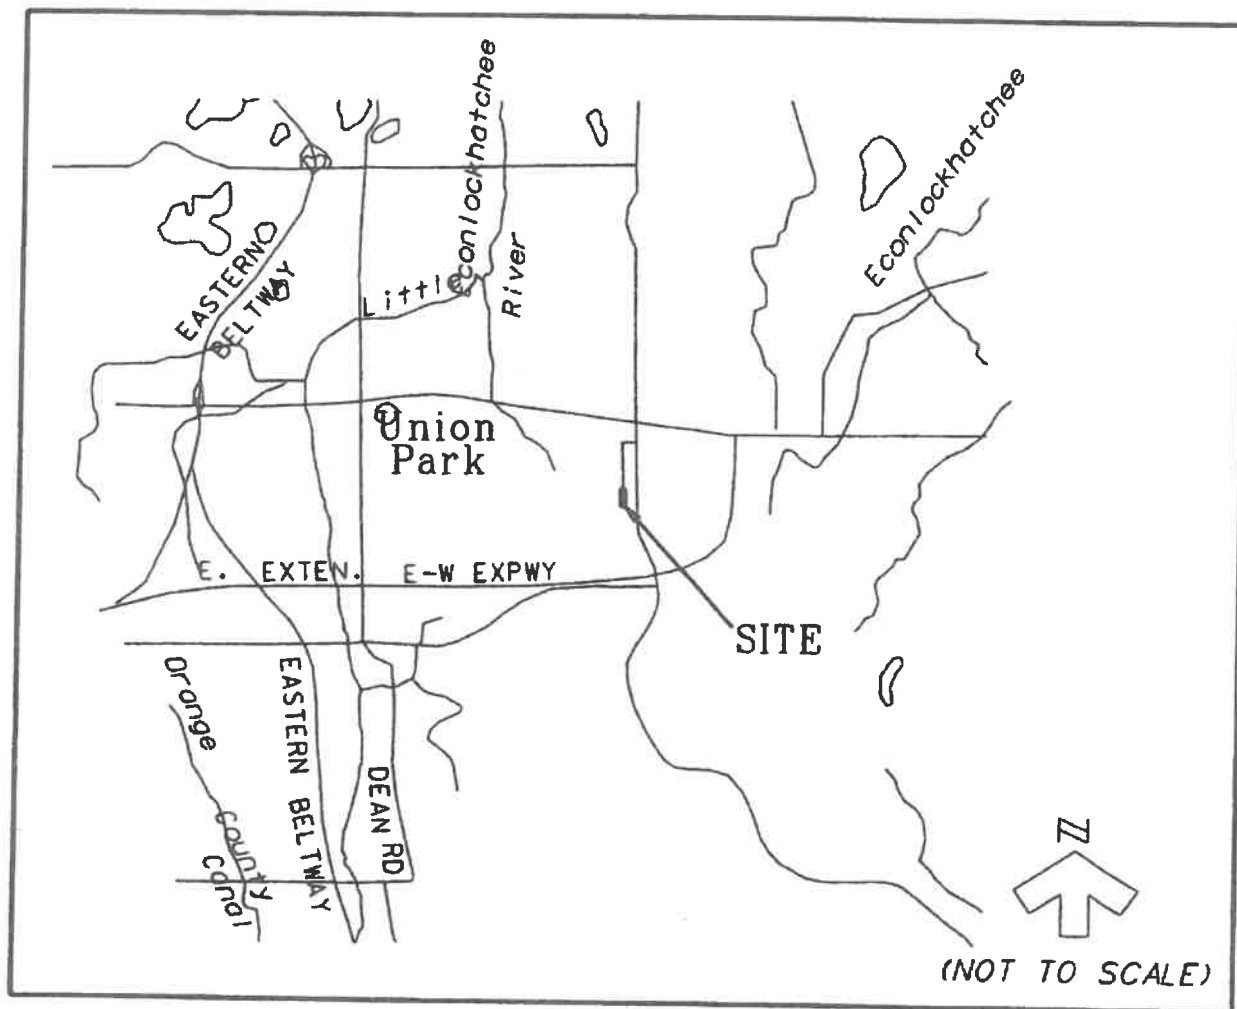 Little Econlockhatchee
River
Econlockhatchee
EASTERN
BELTWAY
Union
Park
E. EXTEN. E-W EXPWY
SITE
Orange
County
Canal
EASTERN BELTWAY
DEAN RD
N
(NOT TO SCALE)